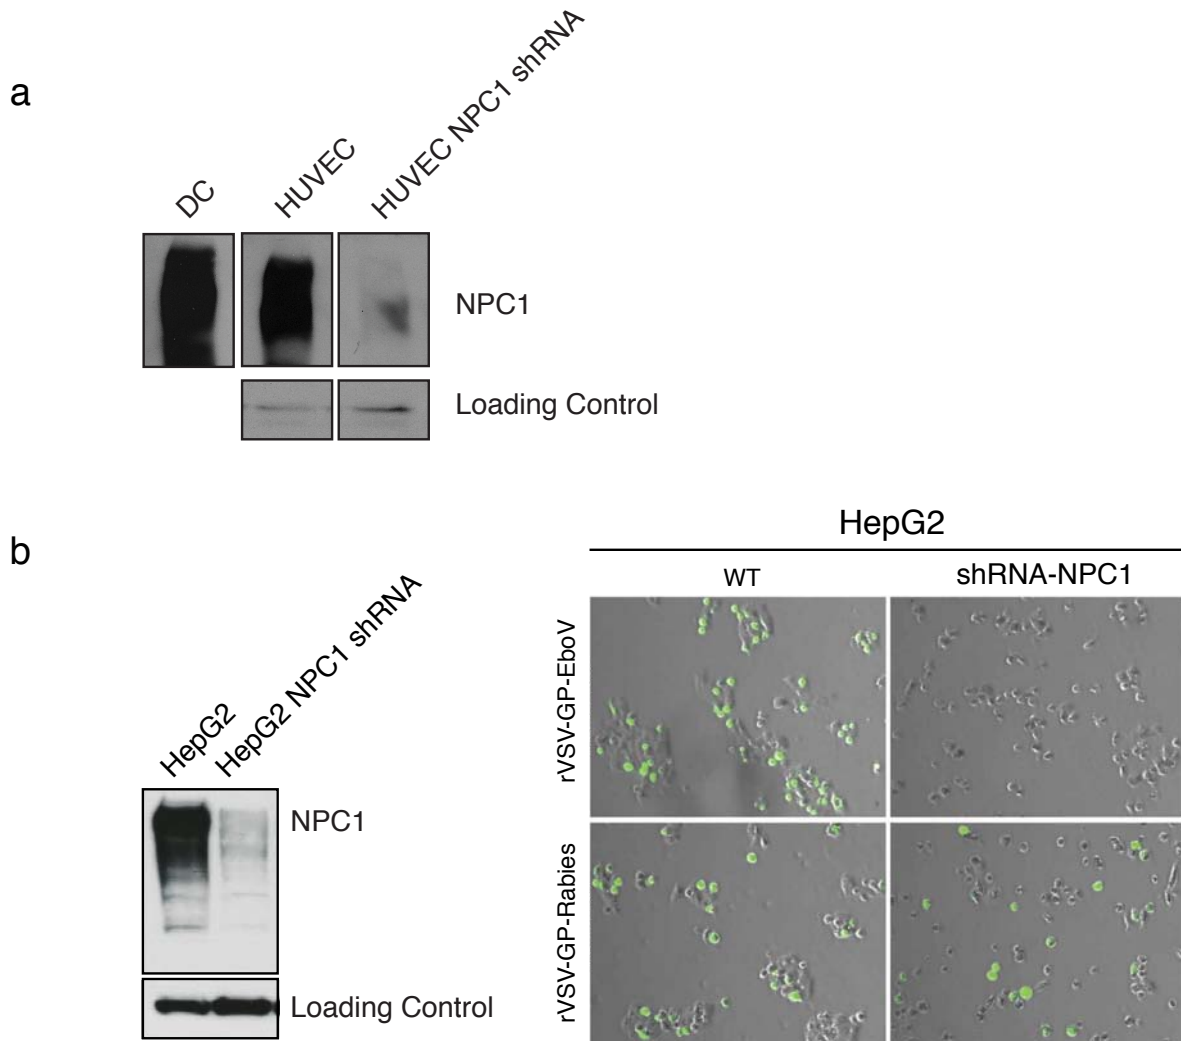 a
DC
HUVEC
HUVEC NPC1 shRNA
NPC1
Loading Control
b
HepG2
HepG2 NPC1 shRNA
NPC1
Loading Control
HepG2
WT
shRNA-NPC1
rVSV-GP-EboV
rVSV-GP-Rabies